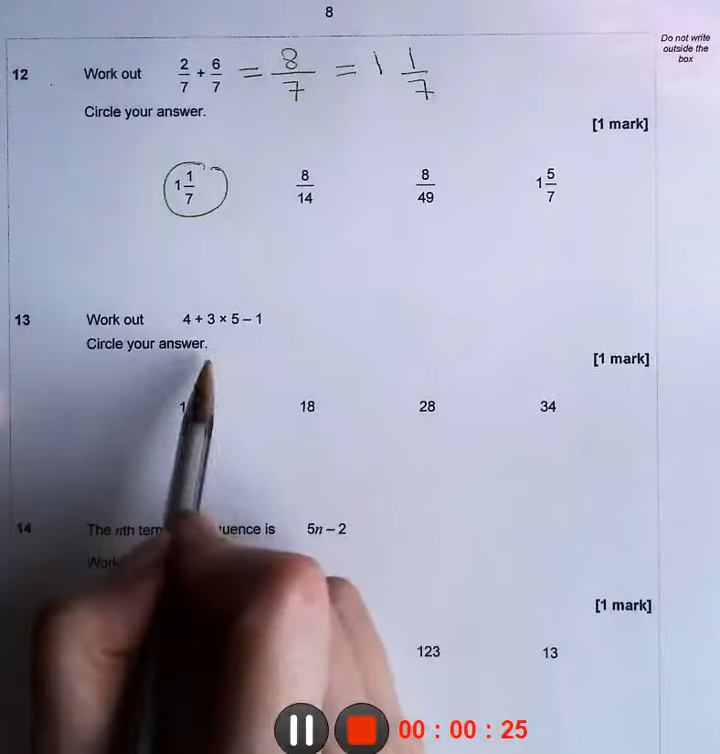 8
Do not write
outside the
box
12 Work out 2/7 + 6/7 = 8/7 = 1 1/7
Circle your answer.
[1 mark]
1 1/7 8/14 8/49 1 5/7
13 Work out 4 + 3 × 5 – 1
Circle your answer.
[1 mark]
18 28 34
14 The nth is 5n – 2
[1 mark]
123 13
00 : 00 : 25